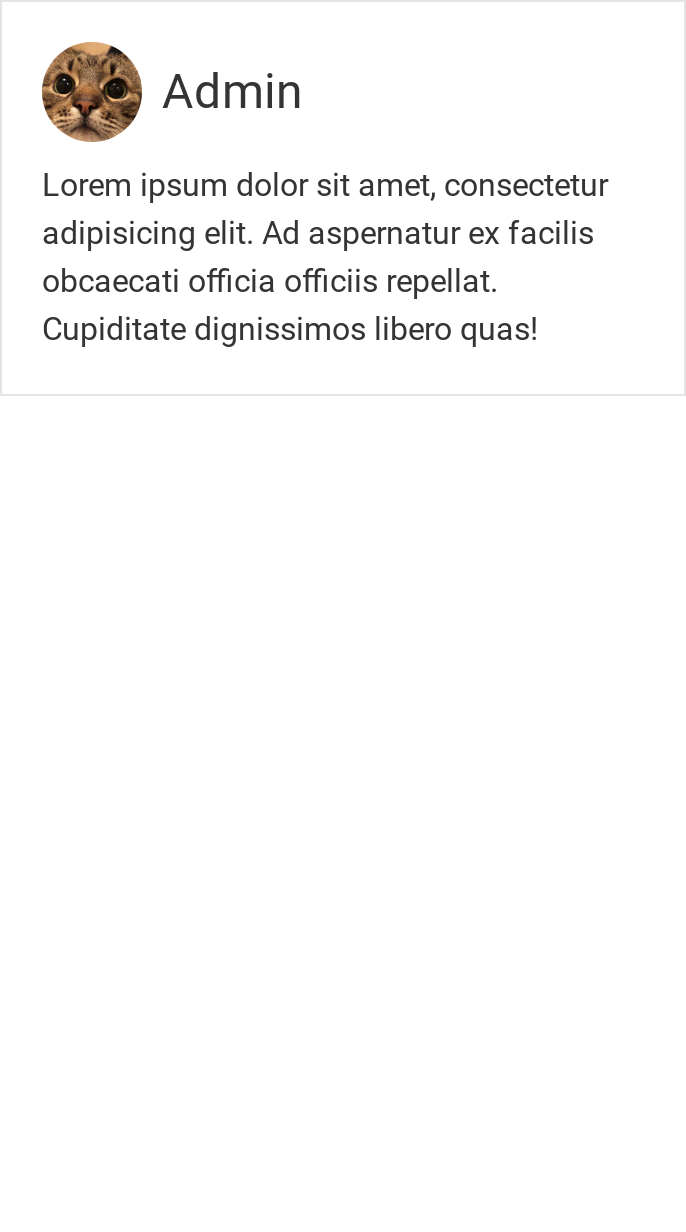 Admin
Lorem ipsum dolor sit amet, consectetur
adipisicing elit. Ad aspernatur ex facilis
obcaecati officia officiis repellat.
Cupiditate dignissimos libero quas!